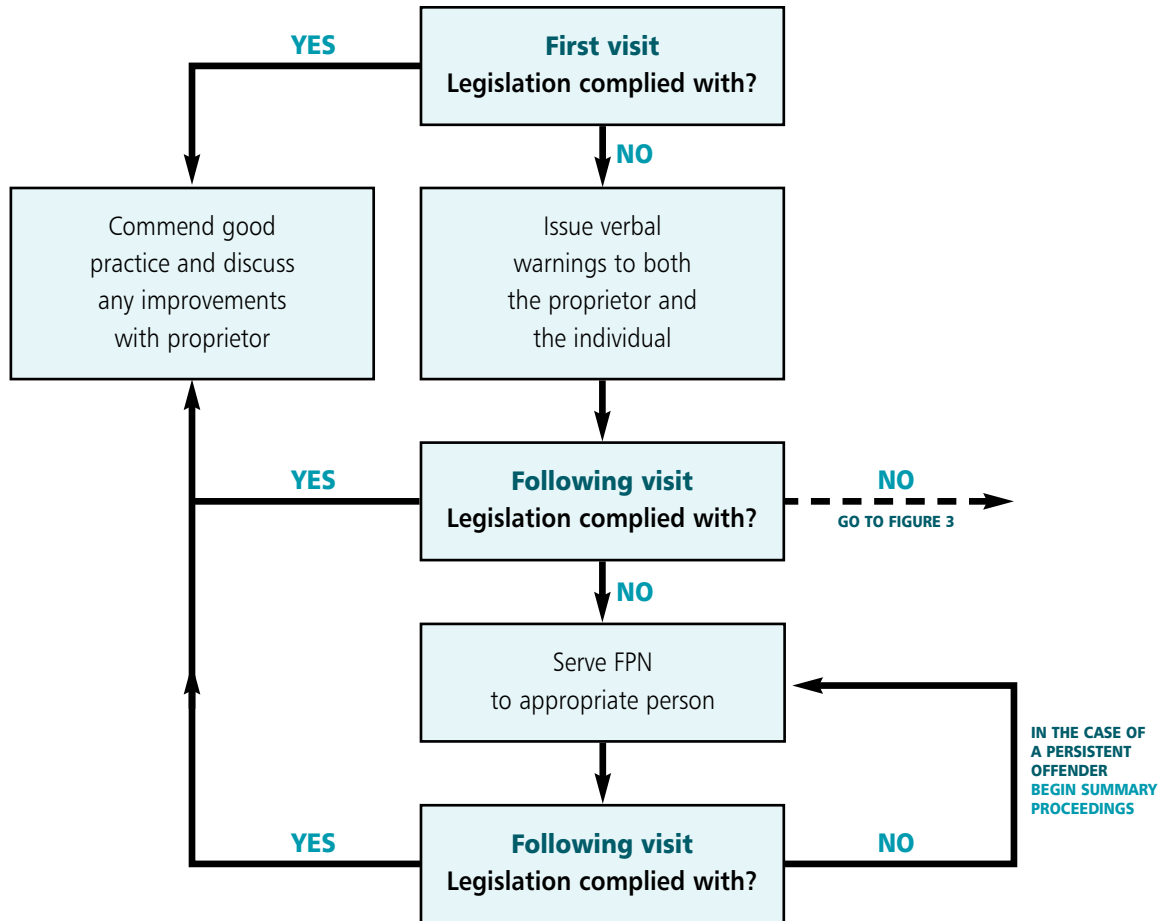 YES
First visit
Legislation complied with?
NO
Commend good
practice and discuss
any improvements
with proprietor
Issue verbal
warnings to both
the proprietor and
the individual
YES
Following visit
Legislation complied with?
NO
GO TO FIGURE 3
NO
Serve FPN
to appropriate person
IN THE CASE OF
A PERSISTENT
OFFENDER
BEGIN SUMMARY
PROCEEDINGS
YES
Following visit
Legislation complied with?
NO